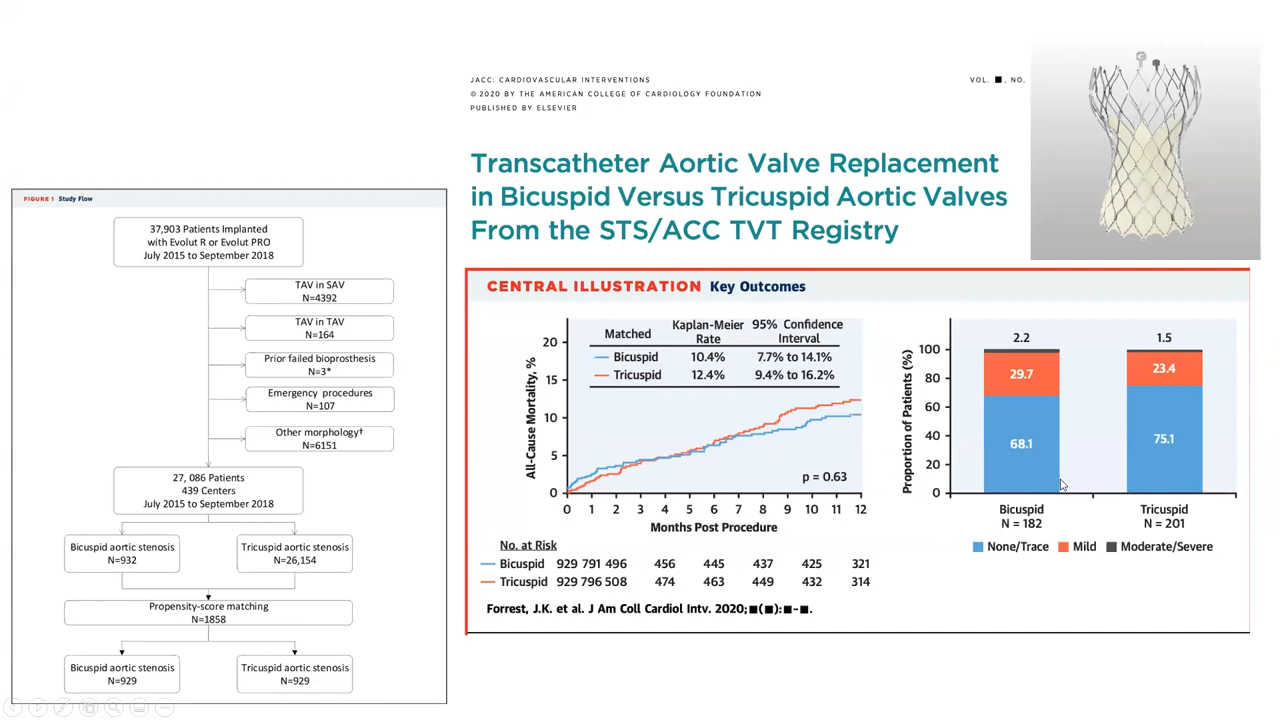 JACC: CARDIOVASCULAR INTERVENTIONS
VOL. ■, NO.
© 2020 BY THE AMERICAN COLLEGE OF CARDIOLOGY FOUNDATION
PUBLISHED BY ELSEVIER
Transcatheter Aortic Valve Replacement
in Bicuspid Versus Tricuspid Aortic Valves
From the STS/ACC TVT Registry
FIGURE 1 Study Flow
37,903 Patients Implanted
with Evolut R or Evolut PRO
July 2015 to September 2018
TAV in SAV
N=4392
TAV in TAV
N=164
Prior failed bioprosthesis
N=3*
Emergency procedures
N=107
Other morphology†
N=6151
27, 086 Patients
439 Centers
July 2015 to September 2018
Bicuspid aortic stenosis
N=932
Tricuspid aortic stenosis
N=26,154
Propensity-score matching
N=1858
Bicuspid aortic stenosis
N=929
Tricuspid aortic stenosis
N=929
CENTRAL ILLUSTRATION Key Outcomes
All-Cause Mortality, %
20
15
10
5
0
Matched Kaplan-Meier Rate 95% Confidence Interval
Bicuspid 10.4% 7.7% to 14.1%
Tricuspid 12.4% 9.4% to 16.2%
p = 0.63
0 1 2 3 4 5 6 7 8 9 10 11 12
Months Post Procedure
No. at Risk
Bicuspid 929 791 496 456 445 437 425 321
Tricuspid 929 796 508 474 463 449 432 314
Proportion of Patients (%)
100
80
60
40
20
0
2.2
29.7
68.1
1.5
23.4
75.1
Bicuspid
N = 182
Tricuspid
N = 201
None/Trace Mild Moderate/Severe
Forrest, J.K. et al. J Am Coll Cardiol Intv. 2020;■(■):■-■.